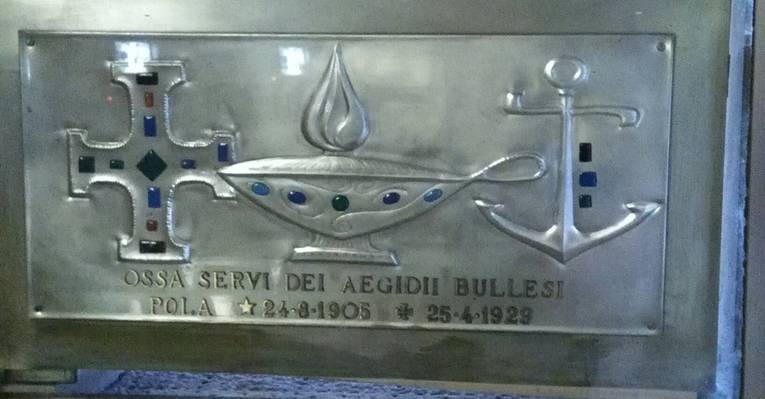 OSSA SERVI DEI AEGIDII BULLESI
POLA ☆ 24·8·1905 ✠ 25·4·1929